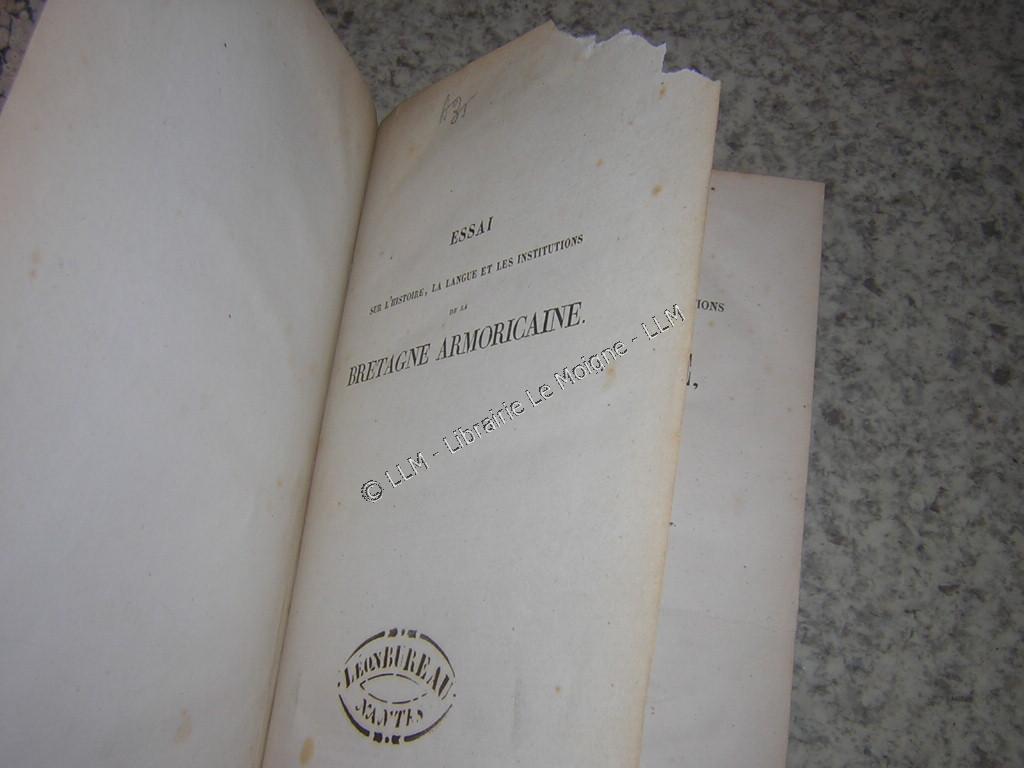 ESSAI
SUR L'HISTOIRE, LA LANGUE ET LES INSTITUTIONS
DE LA
BRETAGNE ARMORICAINE.
© LLM - Librairie Le Moigne - LLM
LÉON BUREAU
NANTES